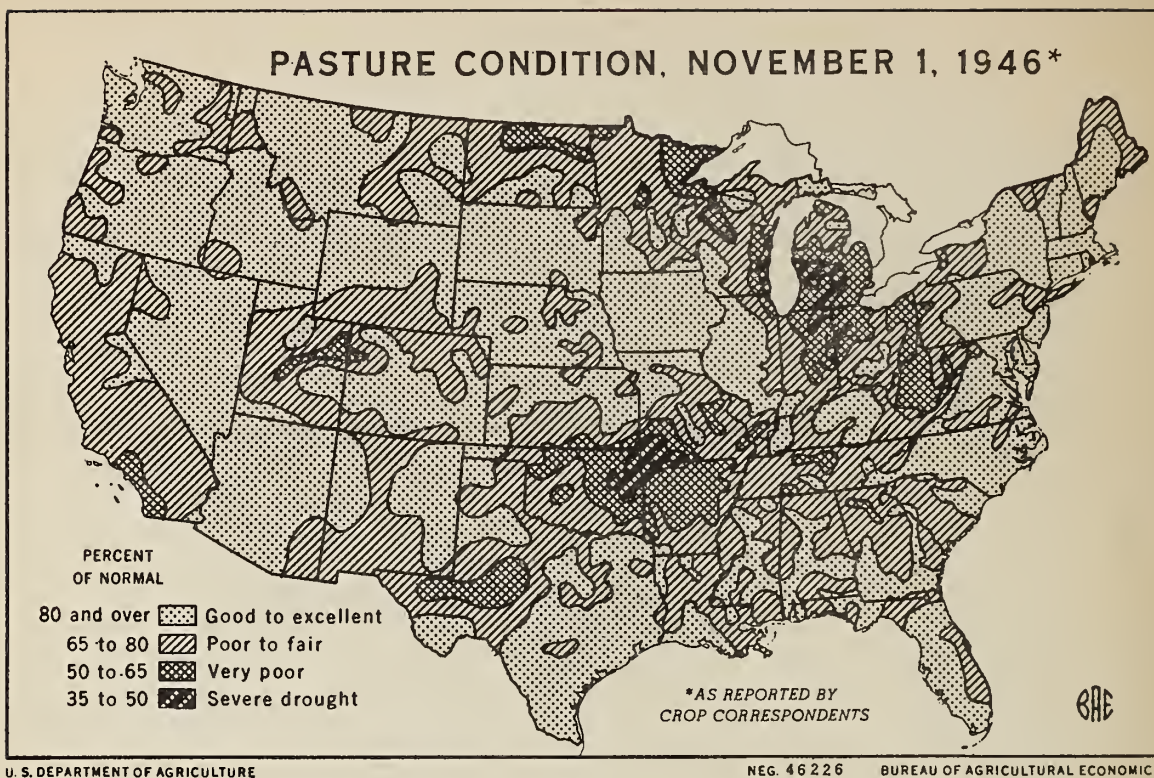 PASTURE CONDITION, NOVEMBER 1, 1946*
PERCENT
OF NORMAL
80 and over Good to excellent
65 to 80 Poor to fair
50 to 65 Very poor
35 to 50 Severe drought
*AS REPORTED BY
CROP CORRESPONDENTS
BAE
U. S. DEPARTMENT OF AGRICULTURE
NEG. 46226 BUREAU OF AGRICULTURAL ECONOMIC